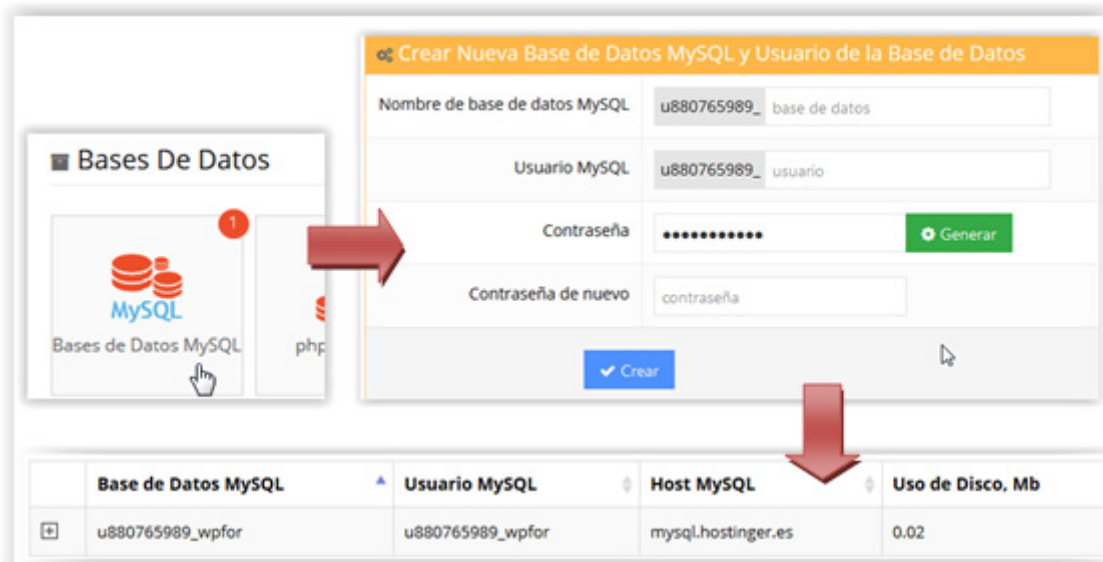 Bases De Datos
1
MySQL
Bases de Datos MySQL
php
Crear Nueva Base de Datos MySQL y Usuario de la Base de Datos
Nombre de base de datos MySQL u880765989_ base de datos
Usuario MySQL u880765989_ usuario
Contraseña ••••••••••• Generar
Contraseña de nuevo contraseña
Crear
Base de Datos MySQL Usuario MySQL Host MySQL Uso de Disco, Mb
u880765989_wpfor u880765989_wpfor mysql.hostinger.es 0.02